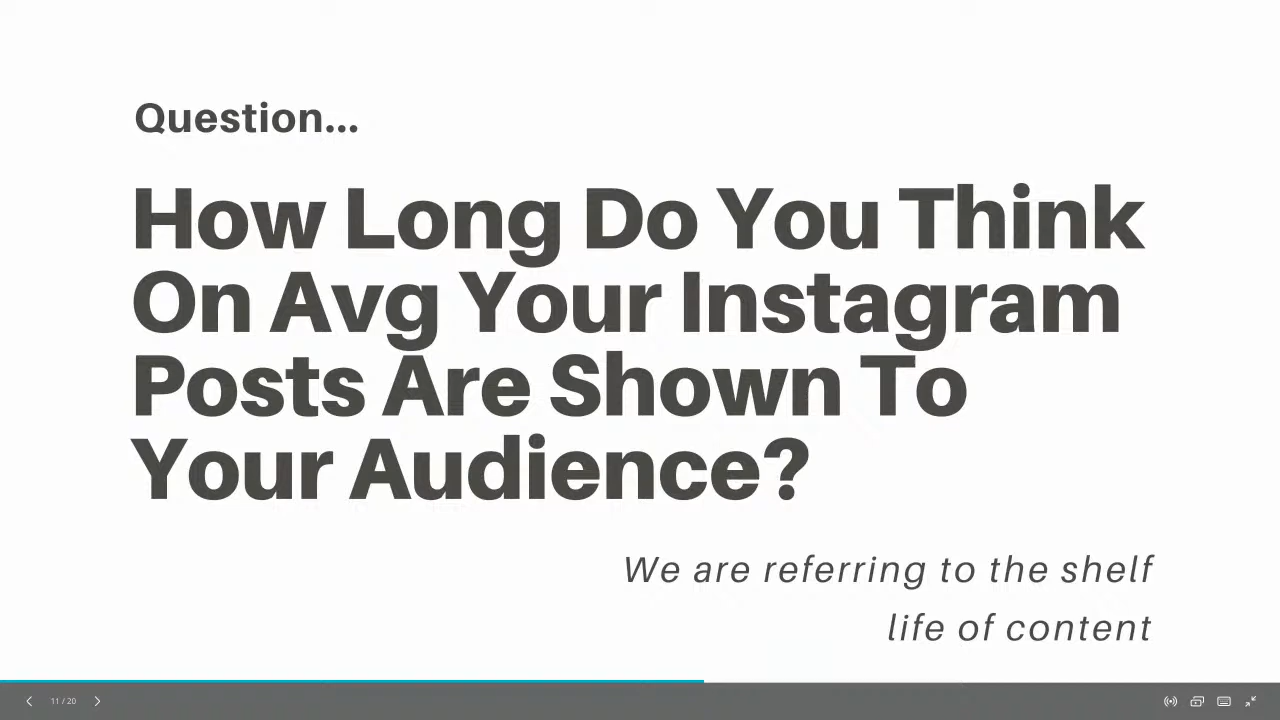 Question...
How Long Do You Think
On Avg Your Instagram
Posts Are Shown To
Your Audience?
We are referring to the shelf
life of content
11 / 20